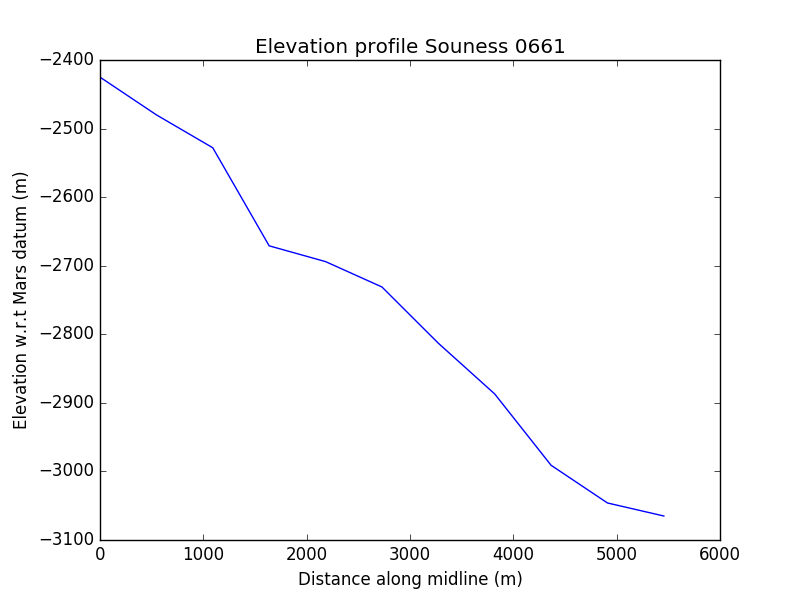 Elevation profile Souness 0661
Elevation w.r.t Mars datum (m)
−2400
−2500
−2600
−2700
−2800
−2900
−3000
−3100
0 1000 2000 3000 4000 5000 6000
Distance along midline (m)